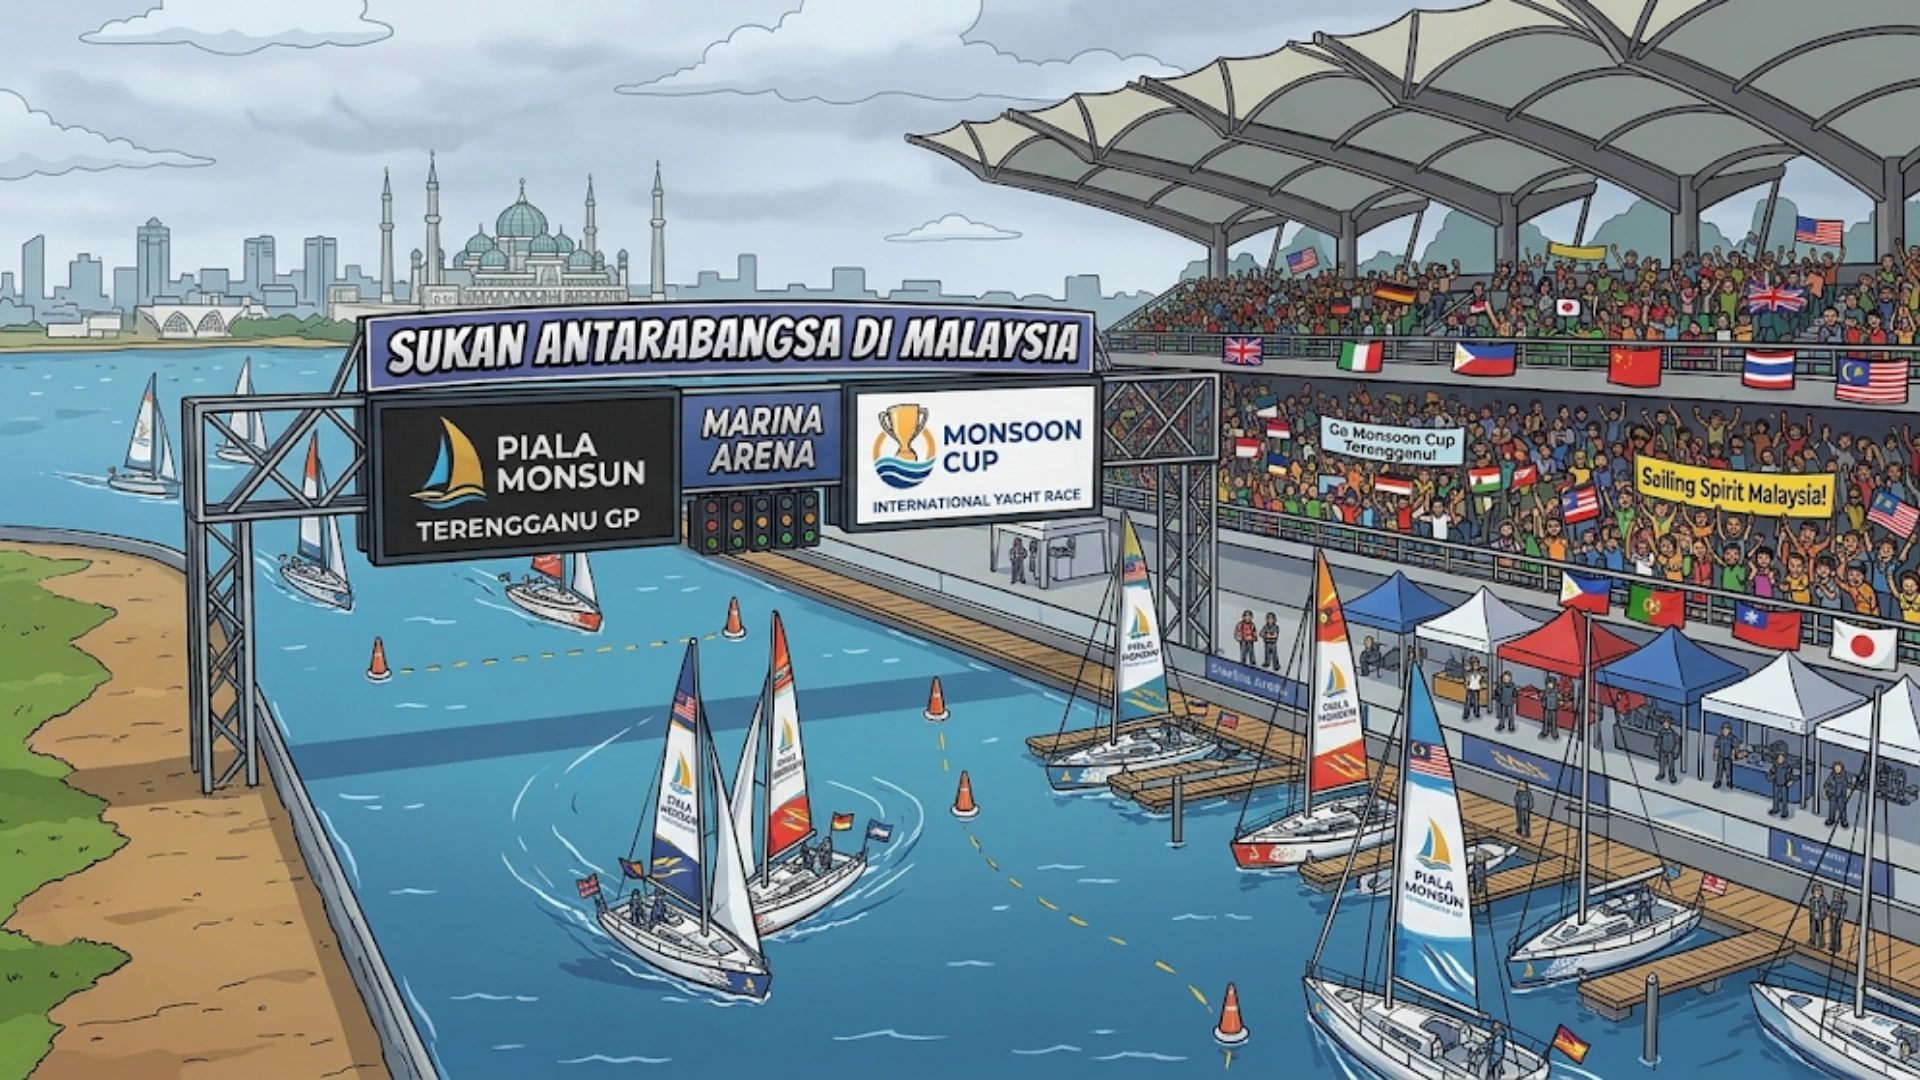 SUKAN ANTARABANGSA DI MALAYSIA
PIALA
MONSUN
TERENGGANU GP
MARINA
ARENA
MONSOON
CUP
INTERNATIONAL YACHT RACE
Go Monsoon Cup
Terengganu!
Sailing Spirit Malaysia!
PIALA
MONSUN